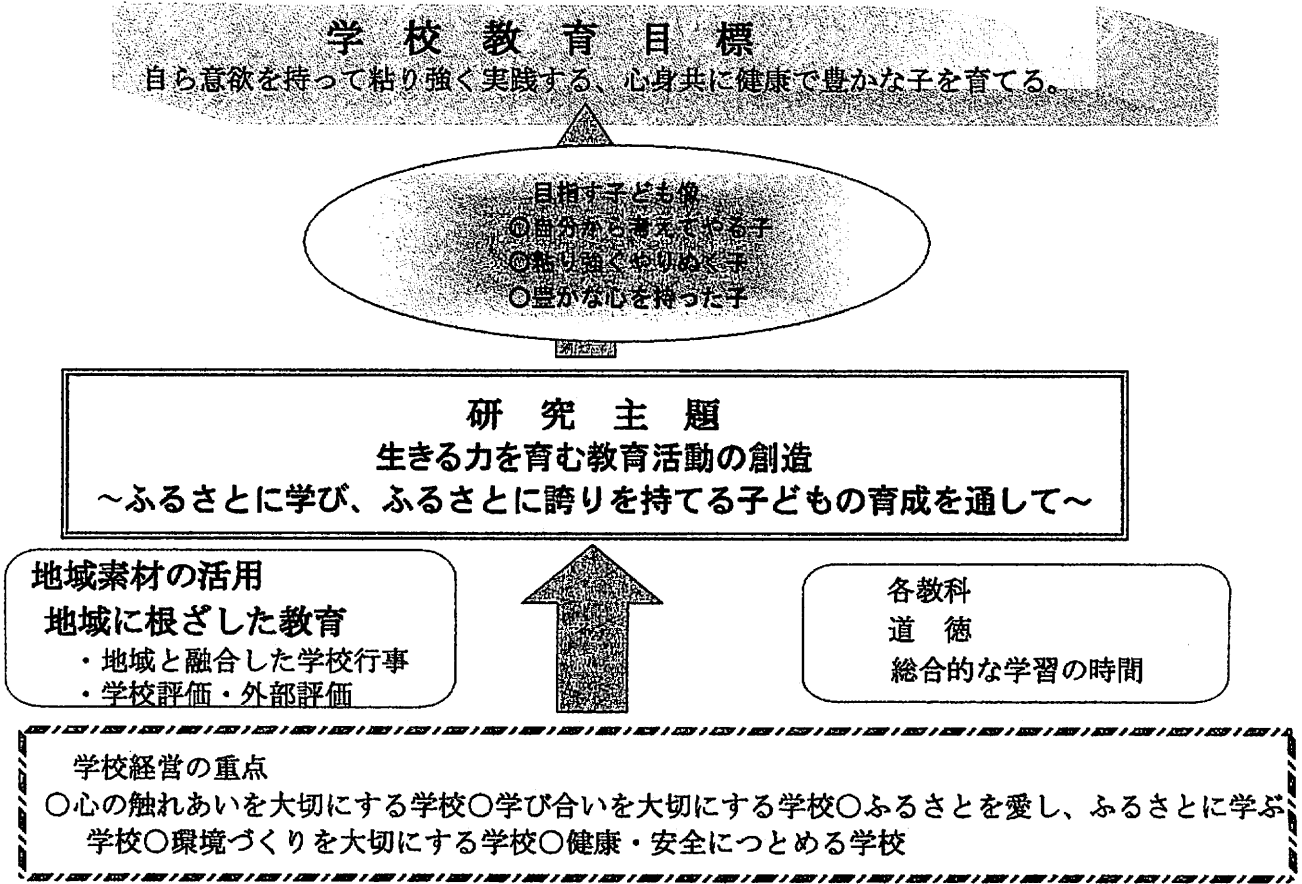 学校教育目標
自ら意欲を持って粘り強く実践する、心身共に健康で豊かな子を育てる。
目指す子ども像
○自分から考えてやる子
○粘り強くやりぬく子
○豊かな心を持った子
研究主題
生きる力を育む教育活動の創造
～ふるさとに学び、ふるさとに誇りを持てる子どもの育成を通して～
地域素材の活用
地域に根ざした教育
・地域と融合した学校行事
・学校評価・外部評価
各教科
道　徳
総合的な学習の時間
学校経営の重点
○心の触れあいを大切にする学校○学び合いを大切にする学校○ふるさとを愛し、ふるさとに学ぶ
学校○環境づくりを大切にする学校○健康・安全につとめる学校